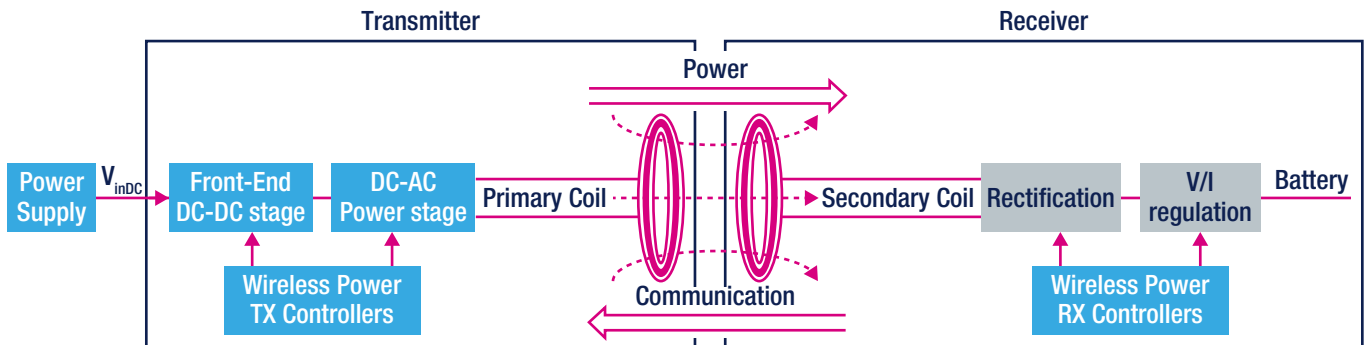 Transmitter
Receiver
Power
Power
Supply
V inDC
Front-End
DC-DC stage
DC-AC
Power stage
Primary Coil
Secondary Coil
Rectification
V/I
regulation
Battery
Wireless Power
TX Controllers
Communication
Wireless Power
RX Controllers